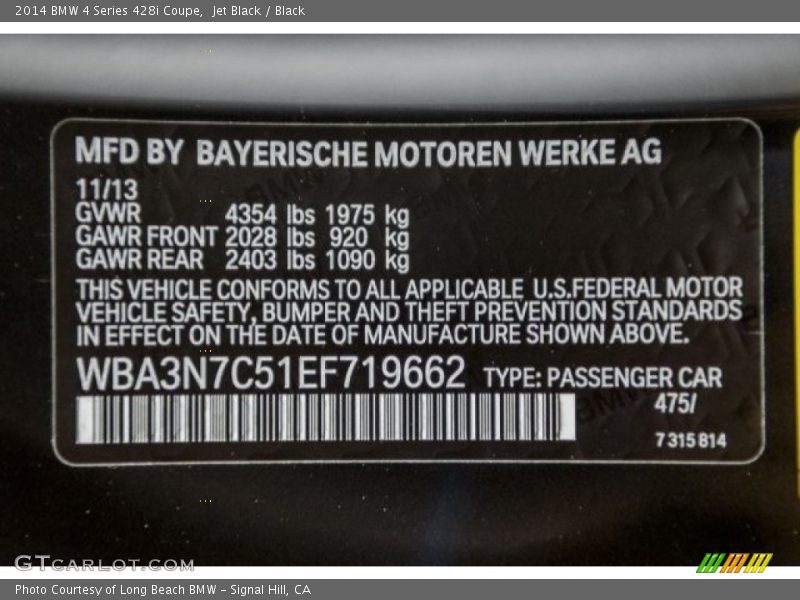 2014 BMW 4 Series 428i Coupe,  Jet Black / Black
MFD BY BAYERISCHE MOTOREN WERKE AG
11/13
GVWR 4354 lbs 1975 kg
GAWR FRONT 2028 lbs 920 kg
GAWR REAR 2403 lbs 1090 kg
THIS VEHICLE CONFORMS TO ALL APPLICABLE U.S.FEDERAL MOTOR
VEHICLE SAFETY, BUMPER AND THEFT PREVENTION STANDARDS
IN EFFECT ON THE DATE OF MANUFACTURE SHOWN ABOVE.
WBA3N7C51EF719662 TYPE: PASSENGER CAR
475/
7 315 814
GTCARLOT.COM
Photo Courtesy of Long Beach BMW – Signal Hill, CA